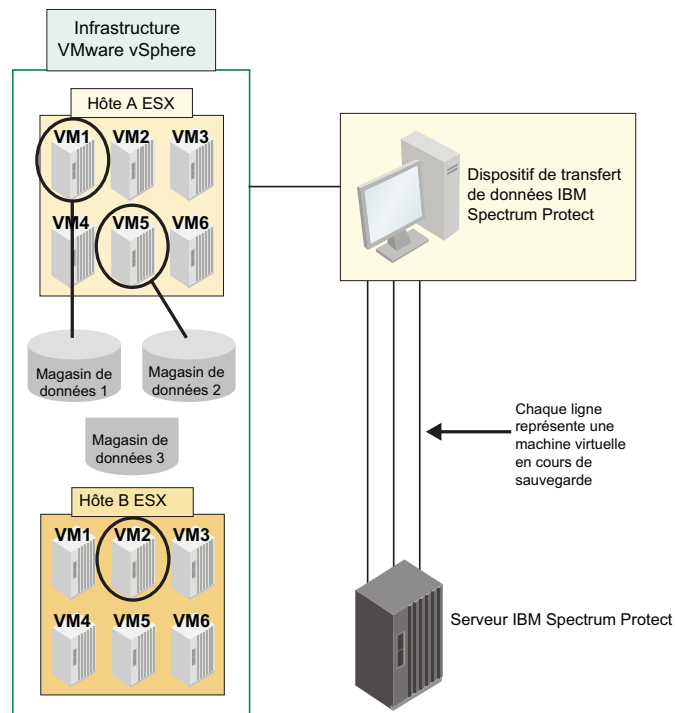 Infrastructure
VMware vSphere
Hôte A ESX
VM1 VM2 VM3
VM4 VM5 VM6
Magasin de
données 1
Magasin de
données 2
Magasin de
données 3
Hôte B ESX
VM1 VM2 VM3
VM4 VM5 VM6
Dispositif de transfert
de données IBM
Spectrum Protect
Chaque ligne
représente une
machine virtuelle
en cours de
sauvegarde
Serveur IBM Spectrum Protect